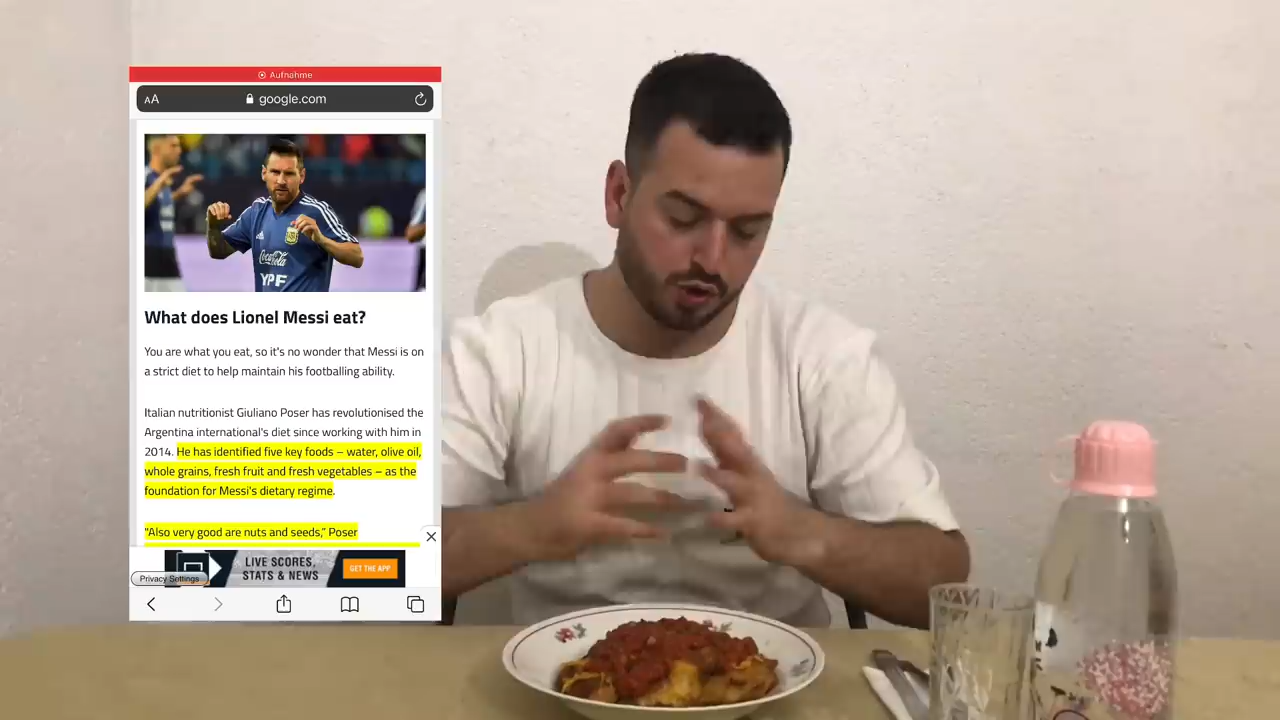 Aufnahme
AA google.com
Coca-Cola
YPF
What does Lionel Messi eat?
You are what you eat, so it's no wonder that Messi is on
a strict diet to help maintain his footballing ability.
Italian nutritionist Giuliano Poser has revolutionised the
Argentina international's diet since working with him in
2014. He has identified five key foods – water, olive oil,
whole grains, fresh fruit and fresh vegetables – as the
foundation for Messi's dietary regime.
"Also very good are nuts and seeds," Poser
LIVE SCORES,
STATS & NEWS
GET THE APP
Privacy Settings